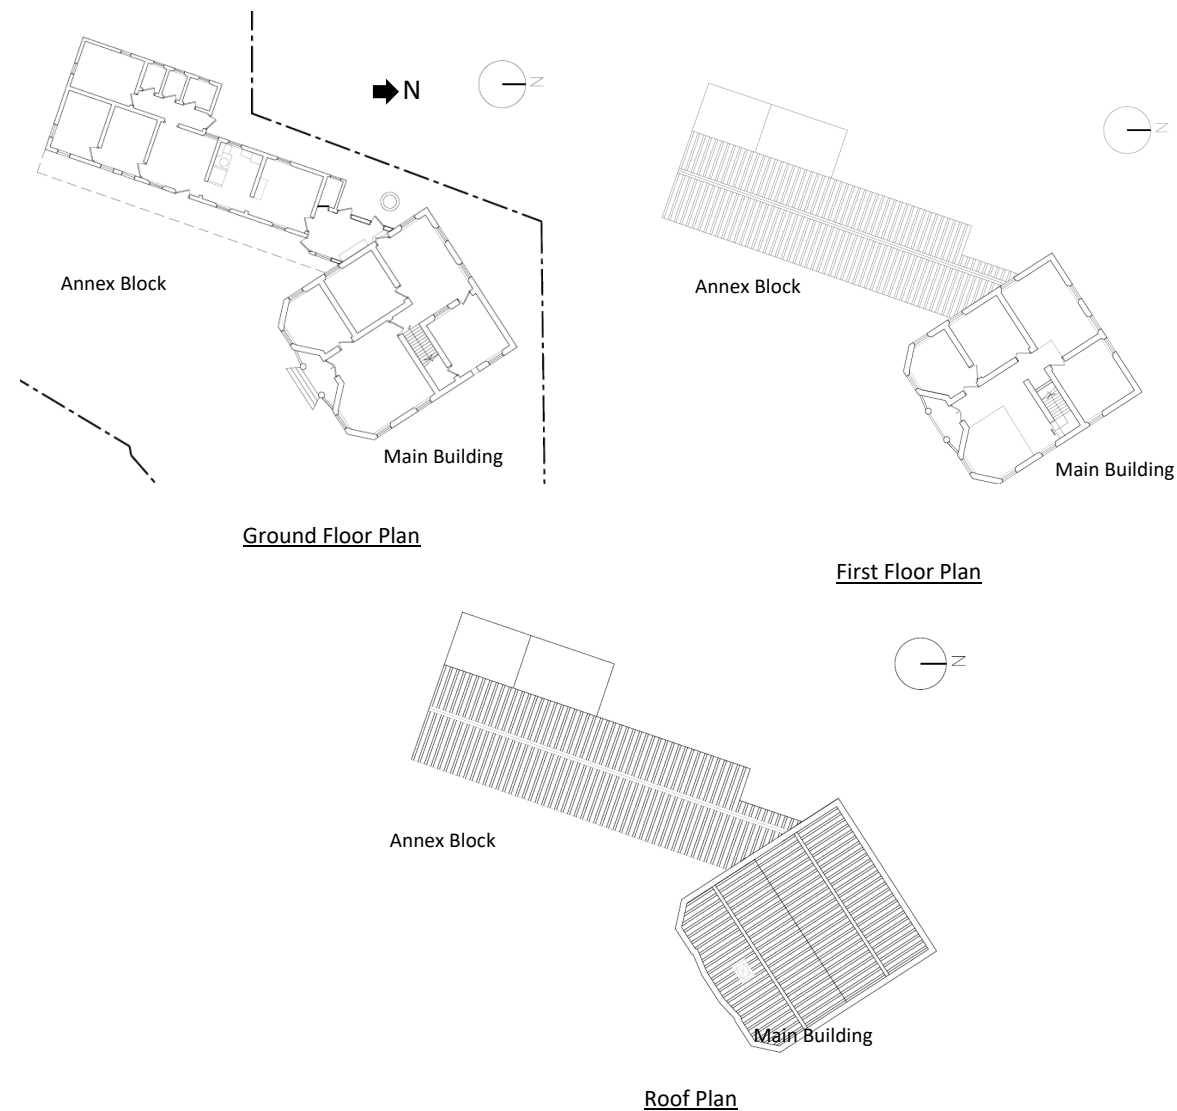 N
N
N
Annex Block
Annex Block
Main Building
Main Building
Ground Floor Plan
First Floor Plan
N
Annex Block
Main Building
Roof Plan